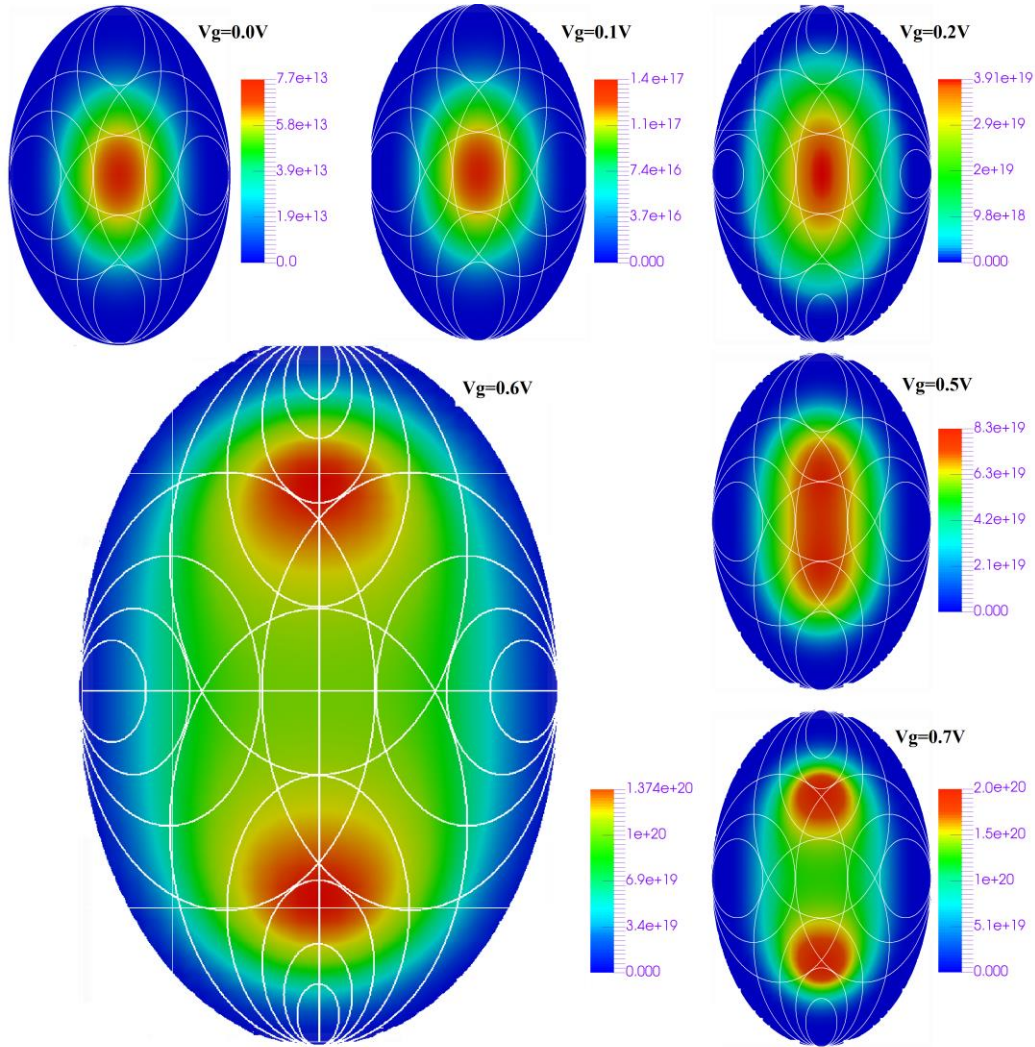 Vg=0.0V
7.7e+13
5.8e+13
3.9e+13
1.9e+13
0.0
Vg=0.1V
1.4e+17
1.1e+17
7.4e+16
3.7e+16
0.000
Vg=0.2V
3.91e+19
2.9e+19
2e+19
9.8e+18
0.000
Vg=0.6V
1.374e+20
1e+20
6.9e+19
3.4e+19
0.000
Vg=0.5V
8.3e+19
6.3e+19
4.2e+19
2.1e+19
0.000
Vg=0.7V
2.0e+20
1.5e+20
1e+20
5.1e+19
0.000